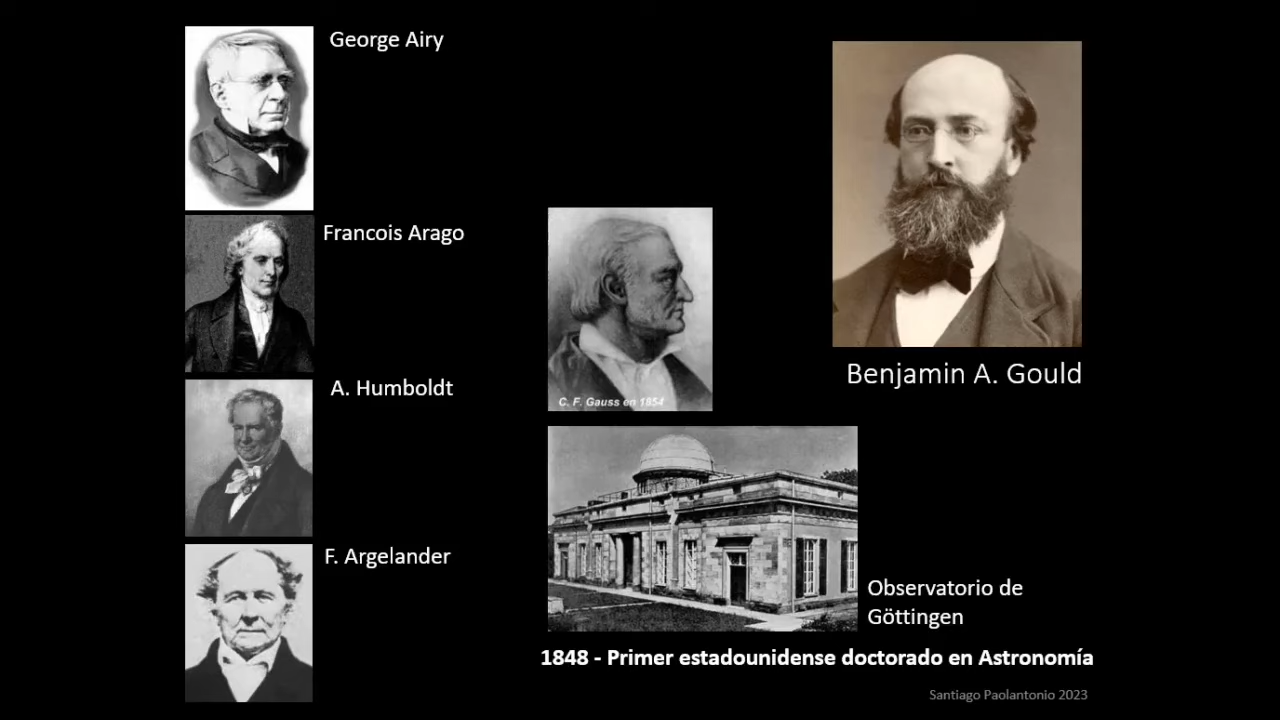 George Airy
Francois Arago
A. Humboldt
F. Argelander
C. F. Gauss en 1854
Benjamin A. Gould
Observatorio de
Göttingen
1848 - Primer estadounidense doctorado en Astronomía
Santiago Paolantonio 2023